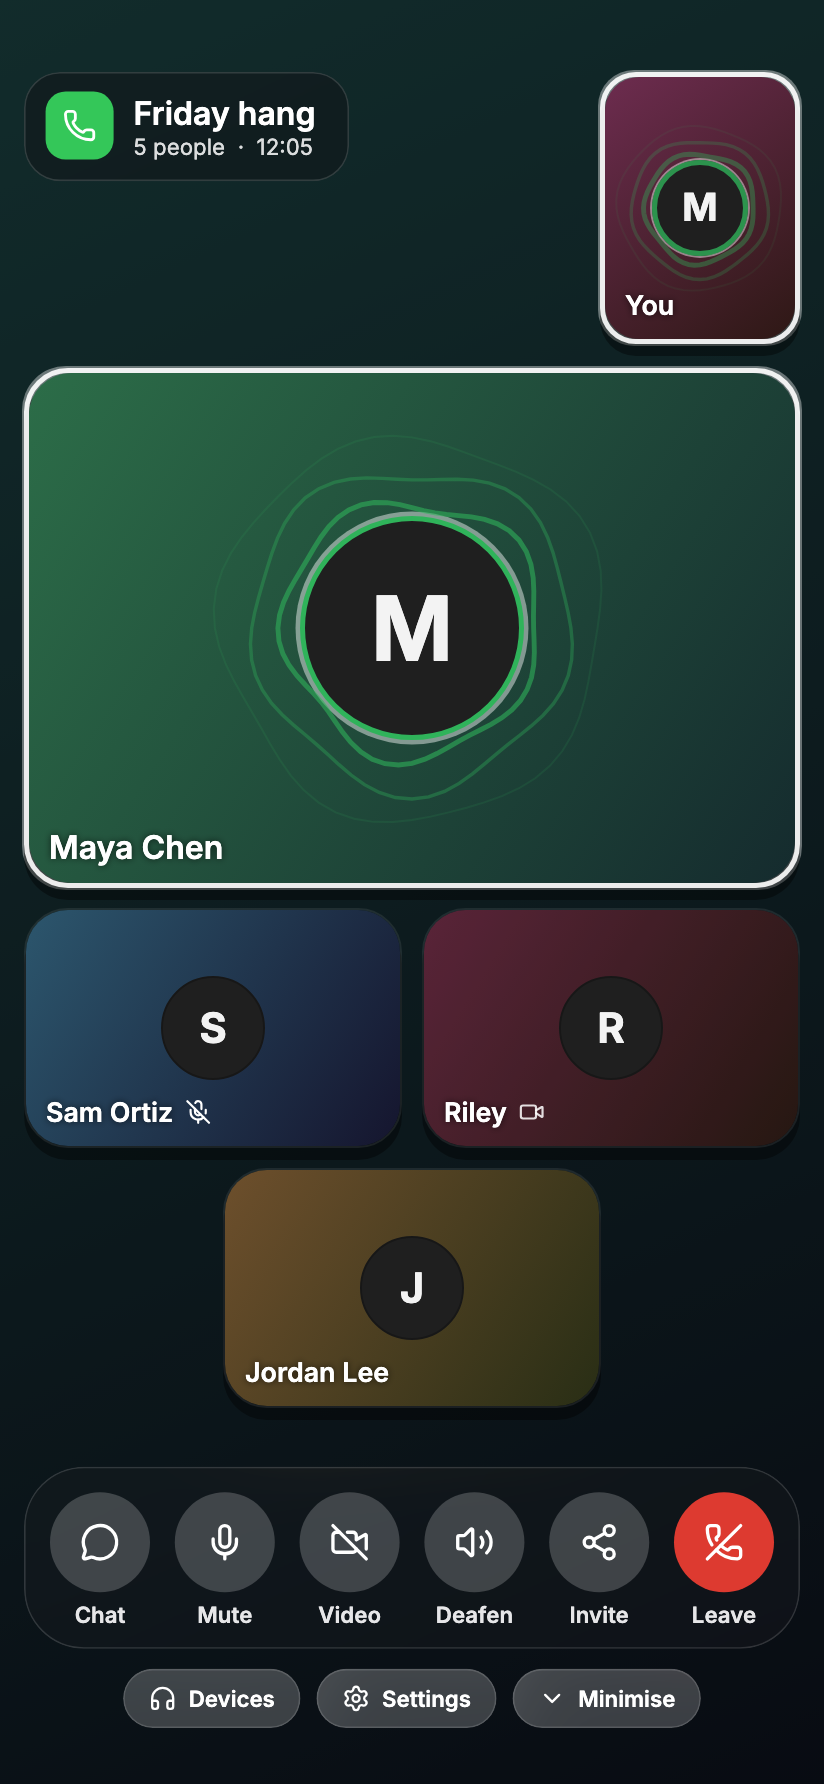 Friday hang
5 people · 12:05
M
You
M
Maya Chen
S
Sam Ortiz
R
Riley
J
Jordan Lee
Chat
Mute
Video
Deafen
Invite
Leave
Devices
Settings
Minimise